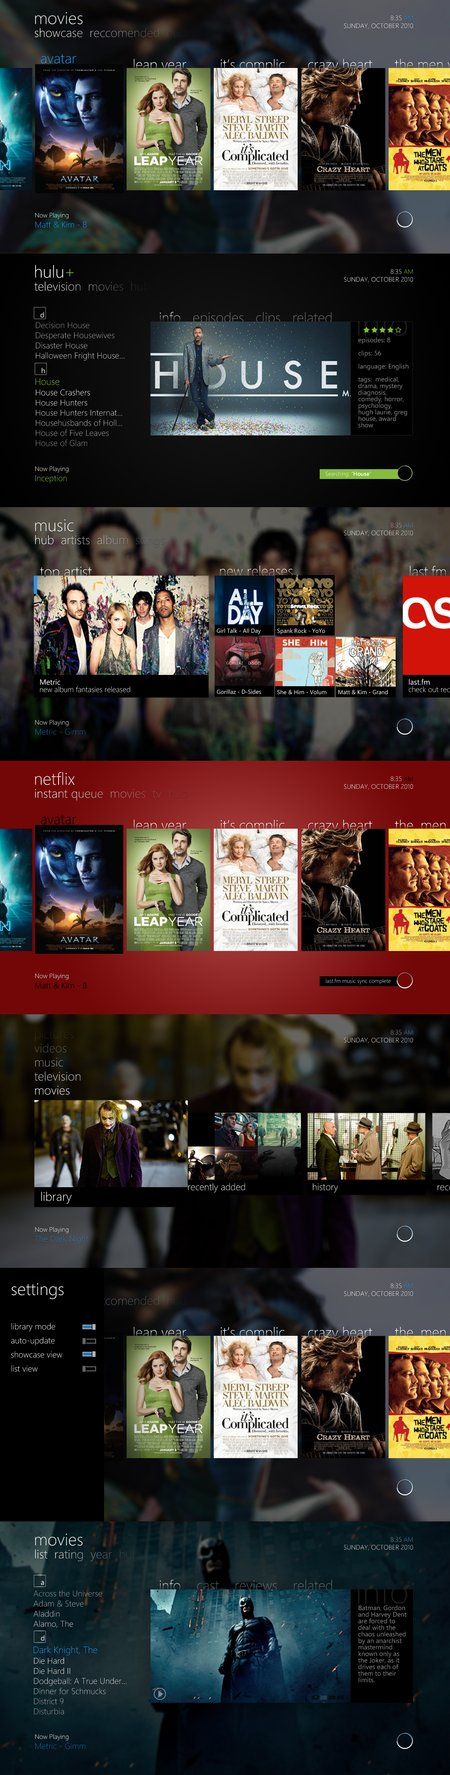 movies
8:35 AM
showcase reccomended
SUNDAY, OCTOBER 2010
avatar
leap year
it's complic
crazy heart
the men w
AVATAR
LEAP YEAR
MERYL STREEP
STEVE MARTIN
ALEC BALDWIN
it's
Complicated
CRAZY HEART
THE MEN
WHO STARE
AT GOATS
Now Playing
Matt & Kim - 8
hulu+
8:35 AM
television movies hu
SUNDAY, OCTOBER 2010
d
Decision House
Desperate Housewives
Disaster House
Halloween Fright House...
h
House
House Crashers
House Hunters
House Hunters Internat...
Househusbands of Holl...
House of Five Leaves
House of Glam
info episodes clips related
HOUSE M
episodes: 8
clips: 56
language: English
tags: medical,
drama, mystery
diagnosis,
comedy, horror,
psychology,
hugh laurie, greg
house, award
show
Now Playing
Inception
Searching "House"
music
8:35 AM
hub artists album songs
SUNDAY, OCTOBER 2010
top artist
new releases
last.fm
ALL
DAY
YO YO YO
Girl Talk - All Day
Spank Rock - YoYo
SHE & HIM
GRAND
Metric
new album fantasies released
Gorillaz - D-Sides
She & Him - Volum
Matt & Kim - Grand
as
last.fm
check out rec
Now Playing
Metric - Gimm
netflix
8:35 AM
instant queue movies tv
SUNDAY, OCTOBER 2010
avatar
leap year
it's complic
crazy heart
the men w
AVATAR
LEAP YEAR
MERYL STREEP
STEVE MARTIN
ALEC BALDWIN
it's
Complicated
CRAZY HEART
THE MEN
WHO STARE
AT GOATS
Now Playing
Matt & Kim - 8
last.fm music sync complete
pictures
8:35 AM
SUNDAY, OCTOBER 2010
videos
music
television
movies
library
recently added
history
rec
Now Playing
The Dark Night
settings
8:35 AM
ccomended
SUNDAY, OCTOBER 2010
library mode
auto-update
showcase view
list view
leap year
it's complic
crazy heart
the men
LEAP YEAR
MERYL STREEP
STEVE MARTIN
ALEC BALDWIN
it's
Complicated
CRAZY HEART
THE MEN
WHO STARE
AT GOATS
movies
8:35 AM
list rating year
SUNDAY, OCTOBER 2010
a
Across the Universe
Adam & Steve
Aladdin
Alamo, The
d
Dark Knight, The
Die Hard
Die Hard II
Dodgeball: A True Under...
Dinner for Schmucks
District 9
Disturbia
info cast reviews related
info
Batman, Gordon
and Harvey Dent
are forced to
deal with the
chaos unleashed
by an anarchist
mastermind
known only as
the Joker, as it
drives each of
them to their
limits.
Now Playing
Metric - Gimm